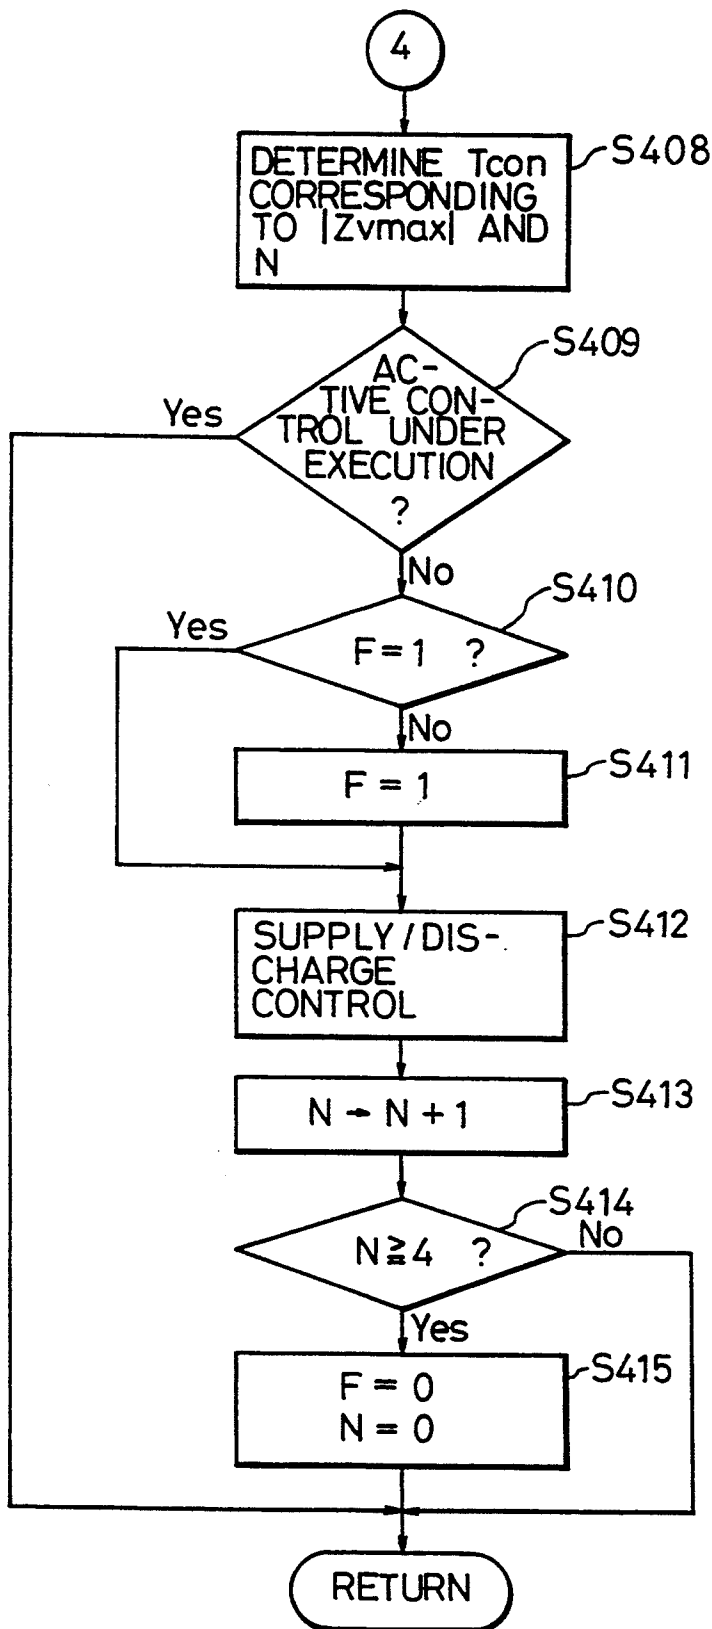 4
S408
DETERMINE Tcon
CORRESPONDING
TO |Zvmax| AND
N
S409
AC-
TIVE CON-
TROL UNDER
EXECUTION
?
Yes
No
S410
Yes
F=1 ?
No
S411
F = 1
S412
SUPPLY/DIS-
CHARGE
CONTROL
S413
N → N + 1
S414
No
N≧4 ?
Yes
S415
F = 0
N = 0
RETURN